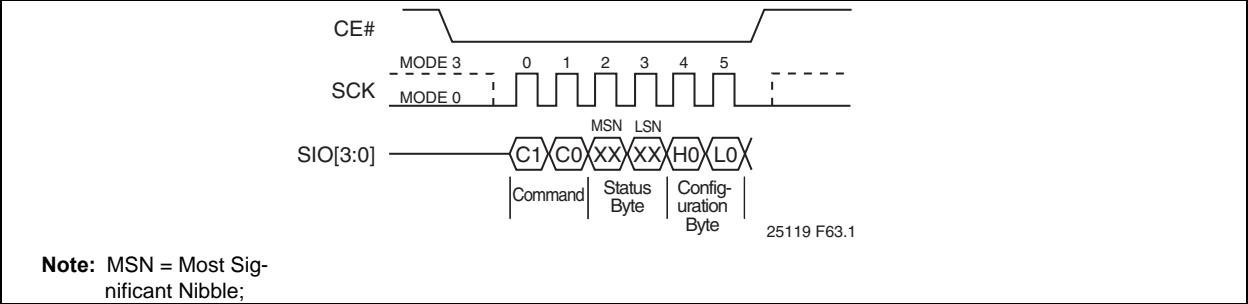 CE#
MODE 3 0 1 2 3 4 5
SCK
MODE 0
MSN LSN
SIO[3:0] C1 C0 XX XX H0 L0
Command Status Byte Config-uration Byte
25119 F63.1
Note: MSN = Most Sig-
nificant Nibble;